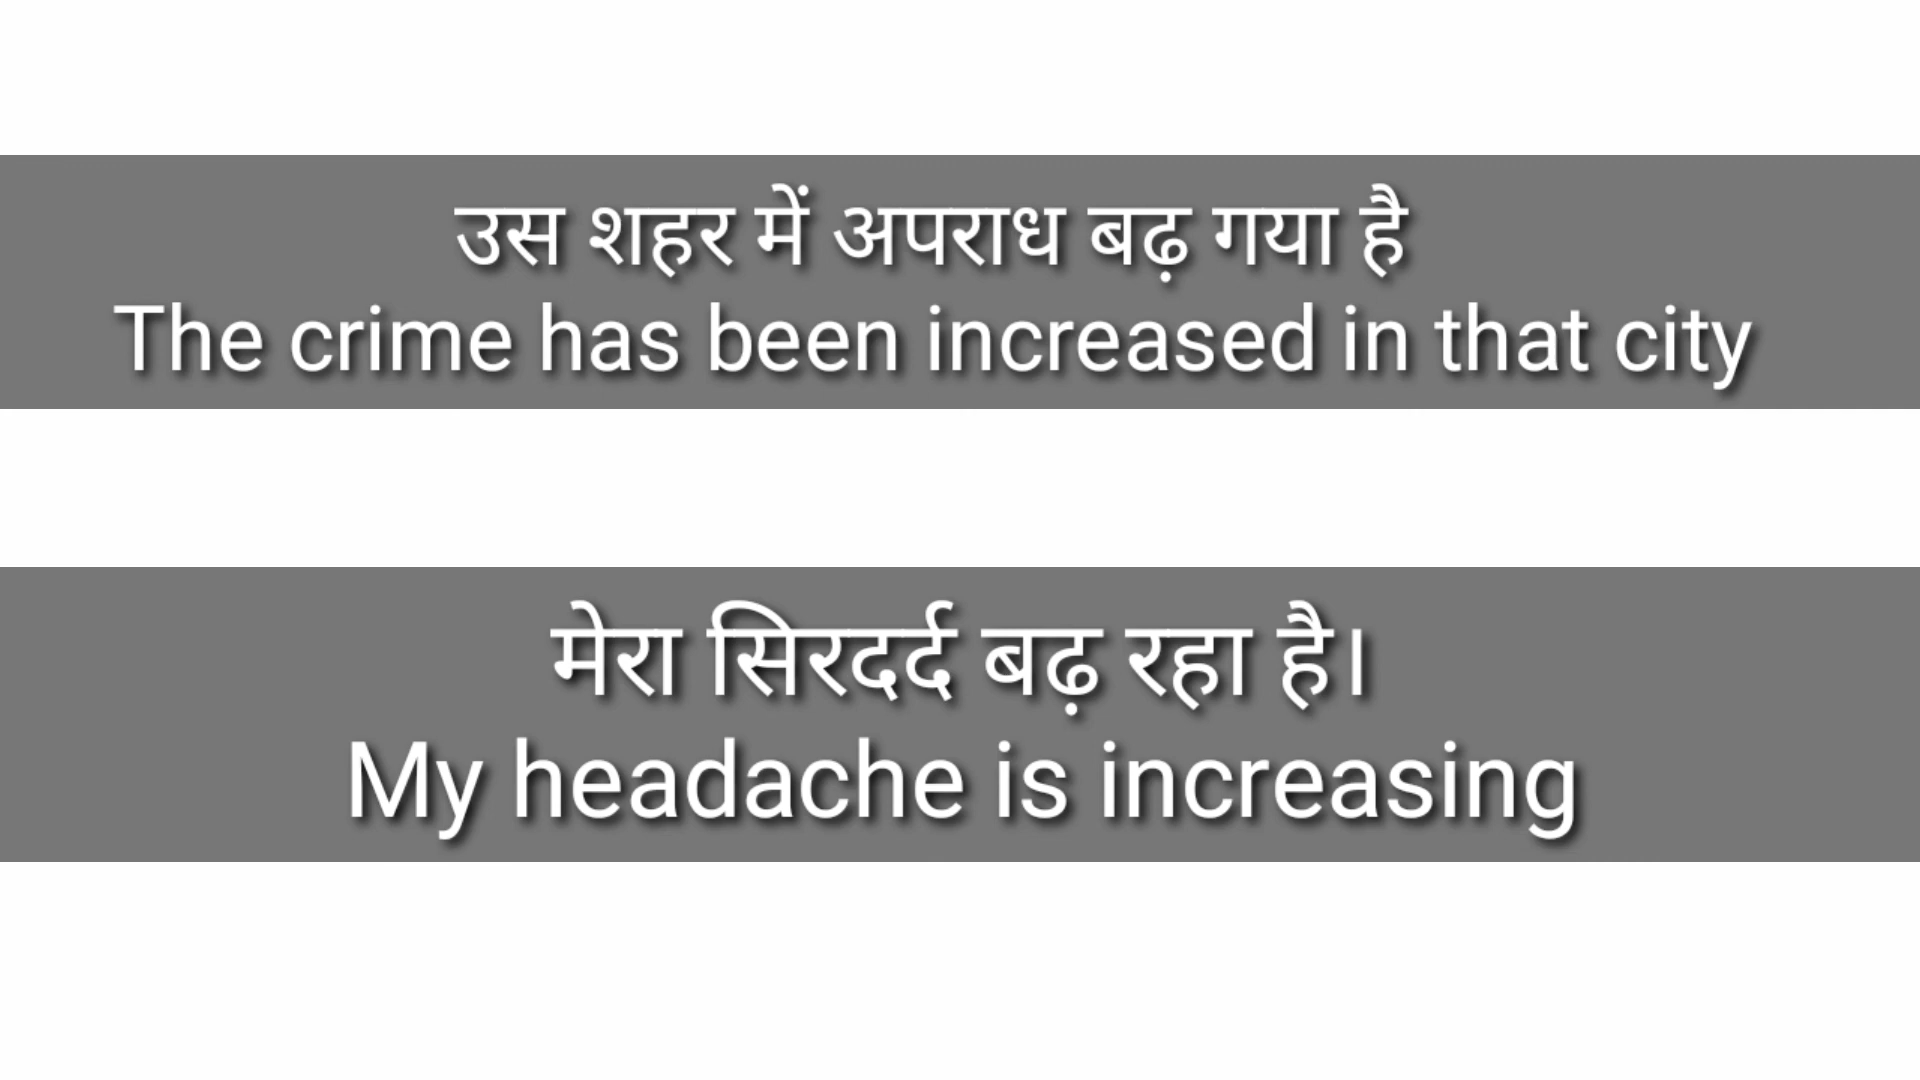 उस शहर में अपराध बढ़ गया है
The crime has been increased in that city
मेरा सिरदर्द बढ़ रहा है।
My headache is increasing